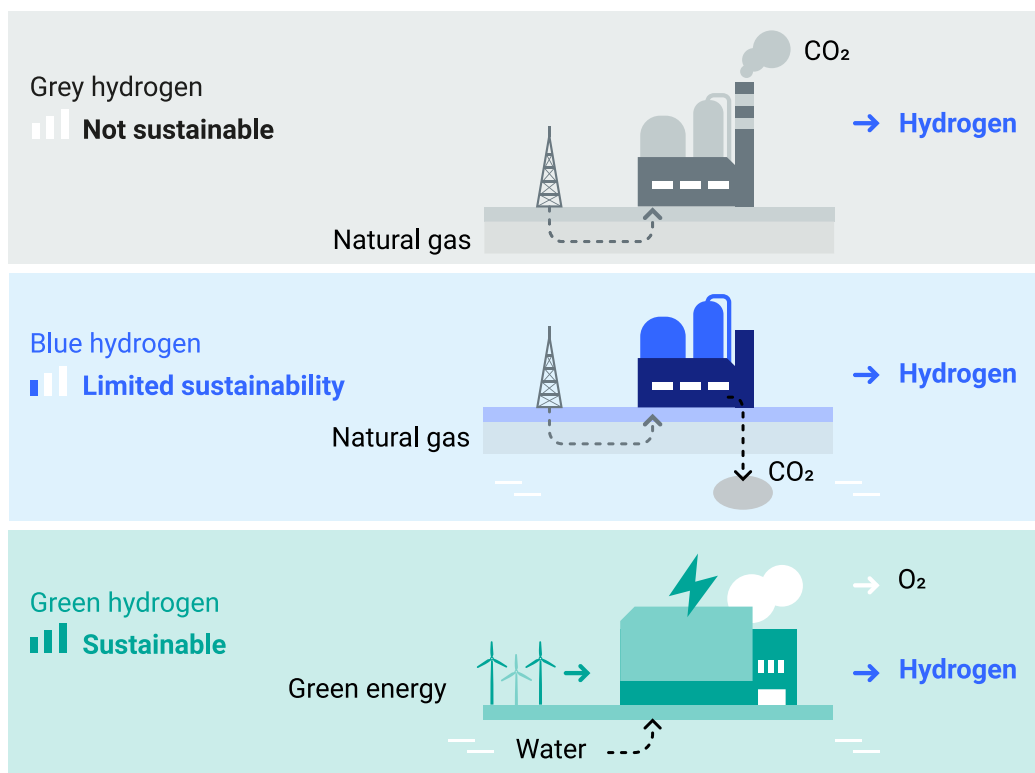 Grey hydrogen
Not sustainable
CO₂
Hydrogen
Natural gas
Blue hydrogen
Limited sustainability
Hydrogen
Natural gas
CO₂
Green hydrogen
Sustainable
O₂
Hydrogen
Green energy
Water